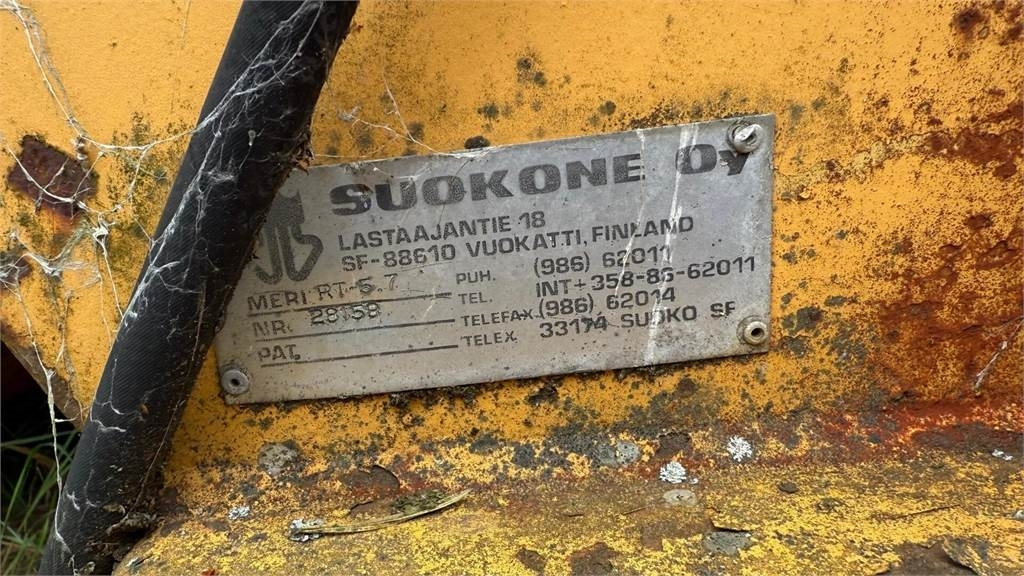 SUOKONE Oy
LASTAAJANTIE 18
SF-88610 VUOKATTI, FINLAND
MERI RT-5.7 PUH. (986) 62011
TEL. INT+358-86-62011
NR. 28158 TELEFAX. (986) 62014
PAT. TELEX. 33174 SUOKO SF